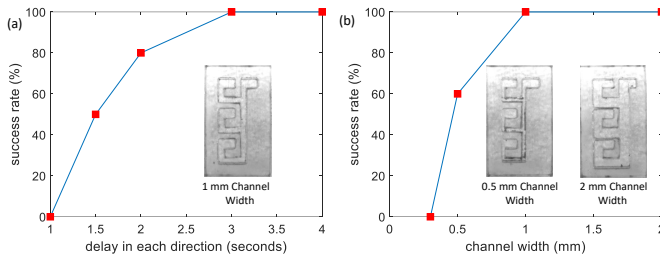 (a)
100
80
60
40
20
0
success rate (%)
1 mm Channel
Width
1
1.5
2
2.5
3
3.5
4
delay in each direction (seconds)
(b)
100
80
60
40
20
0
success rate (%)
0.5 mm Channel
Width
2 mm Channel
Width
0
0.5
1
1.5
2
channel width (mm)